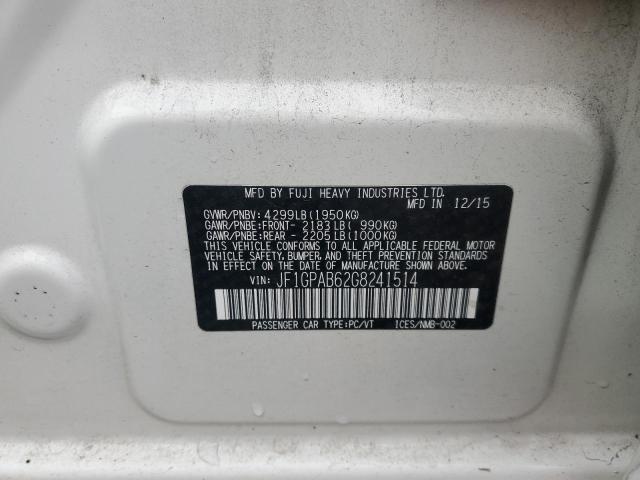 MFD BY FUJI HEAVY INDUSTRIES LTD.
MFD IN 12/15
GVWR/PNBV: 4299LB(1950KG)
GAWR/PNBE:FRONT- 2183LB( 990KG)
GAWR/PNBE:REAR - 2205LB(1000KG)
THIS VEHICLE CONFORMS TO ALL APPLICABLE FEDERAL MOTOR
VEHICLE SAFETY,BUMPER,AND THEFT PREVENTION STANDARDS
IN EFFECT ON THE DATE OF MANUFACTURE SHOWN ABOVE.
VIN: JF1GPAB62G8241514
PASSENGER CAR TYPE:PC/VT ICES/NMB-002